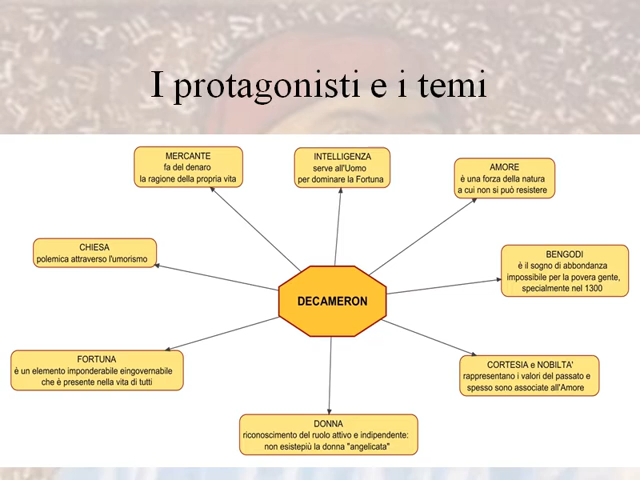 I protagonisti e i temi
MERCANTE
fa del denaro
la ragione della propria vita
INTELLIGENZA
serve all'Uomo
per dominare la Fortuna
AMORE
è una forza della natura
a cui non si può resistere
CHIESA
polemica attraverso l'umorismo
BENGODI
è il sogno di abbondanza
impossibile per la povera gente,
specialmente nel 1300
DECAMERON
FORTUNA
è un elemento imponderabile eingovernabile
che è presente nella vita di tutti
CORTESIA e NOBILTA'
rappresentano i valori del passato e
spesso sono associate all'Amore
DONNA
riconoscimento del ruolo attivo e indipendente:
non esistepiù la donna "angelicata"